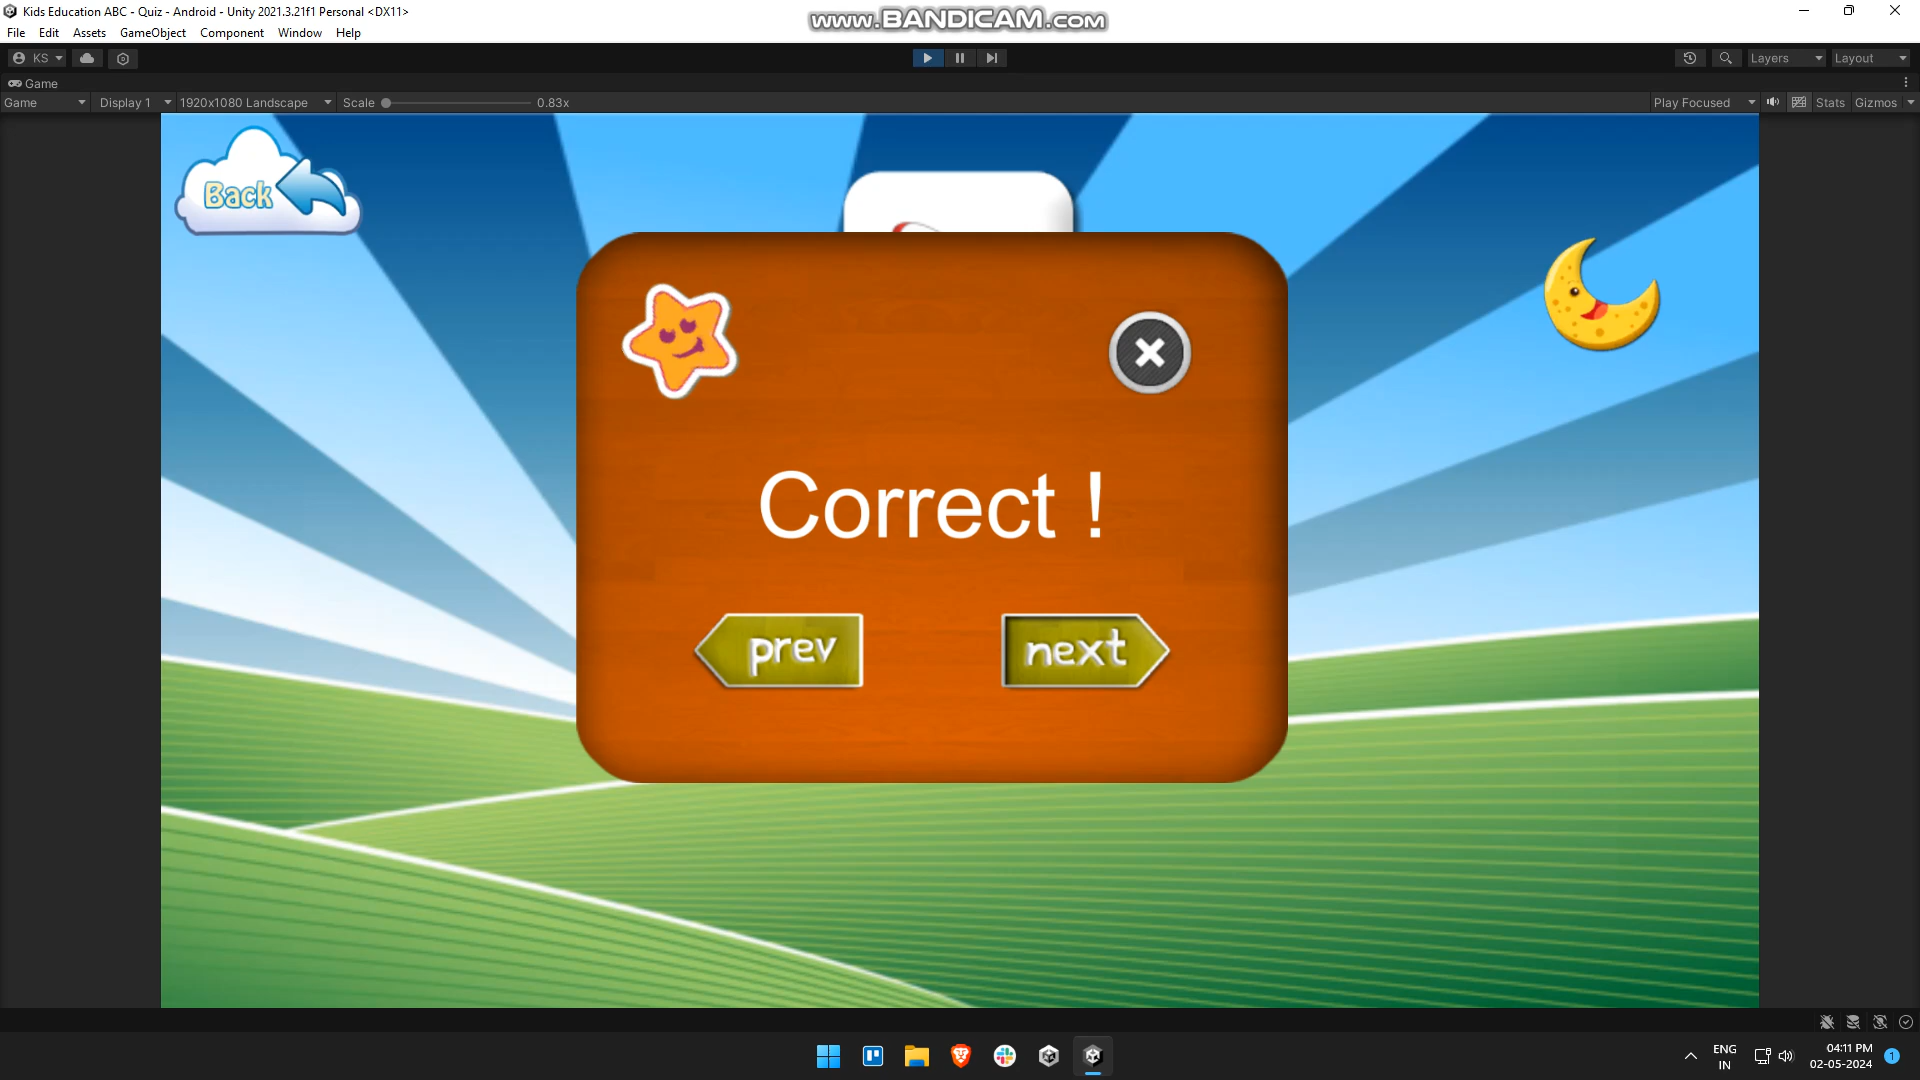 Kids Education ABC - Quiz - Android - Unity 2021.3.21f1 Personal <DX11>
www.BANDICAM.com
File Edit Assets GameObject Component Window Help
KS
Layers Layout
Game
Game Display 1 1920x1080 Landscape Scale 0.83x Play Focused Stats Gizmos
Back
Correct !
prev next
ENG
IN
04:11 PM
02-05-2024
1